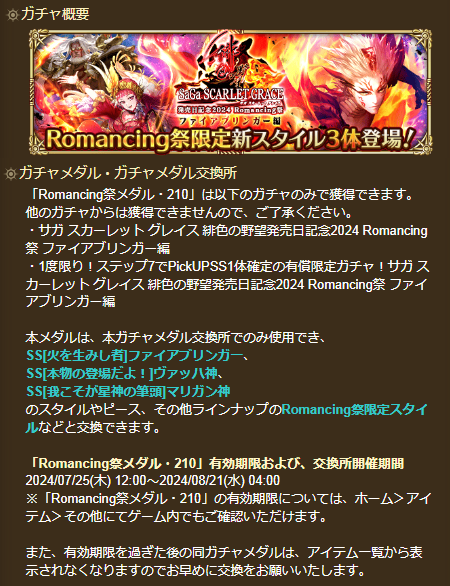 ガチャ概要
SaGa SCARLET GRACE
発売日記念2024 Romancing祭
ファイアブリンガー編
Romancing祭限定新スタイル3体登場!
ガチャメダル・ガチャメダル交換所
「Romancing祭メダル・210」は以下のガチャのみで獲得できます。
他のガチャからは獲得できませんので、ご了承ください。
・サガ スカーレット グレイス 緋色の野望発売日記念2024 Romancing
祭 ファイアブリンガー編
・1度限り！ステップ7でPickUPSS1体確定の有償限定ガチャ！サガ ス
カーレット グレイス 緋色の野望発売日記念2024 Romancing祭 ファイ
アブリンガー編
本メダルは、本ガチャメダル交換所でのみ使用でき、
SS[火を生みし者]ファイアブリンガー、
SS[本物の登場だよ！]ヴァッハ神、
SS[我こそが星神の筆頭]マリガン神
のスタイルやピース、その他ラインナップのRomancing祭限定スタイ
ルなどと交換できます。
「Romancing祭メダル・210」有効期限および、交換所開催期間
2024/07/25(木) 12:00～2024/08/21(水) 04:00
※「Romancing祭メダル・210」の有効期限については、ホーム＞アイ
テム＞その他にてゲーム内でもご確認いただけます。
また、有効期限を過ぎた後の同ガチャメダルは、アイテム一覧から表
示されなくなりますのでお早めに交換をお願いいたします。